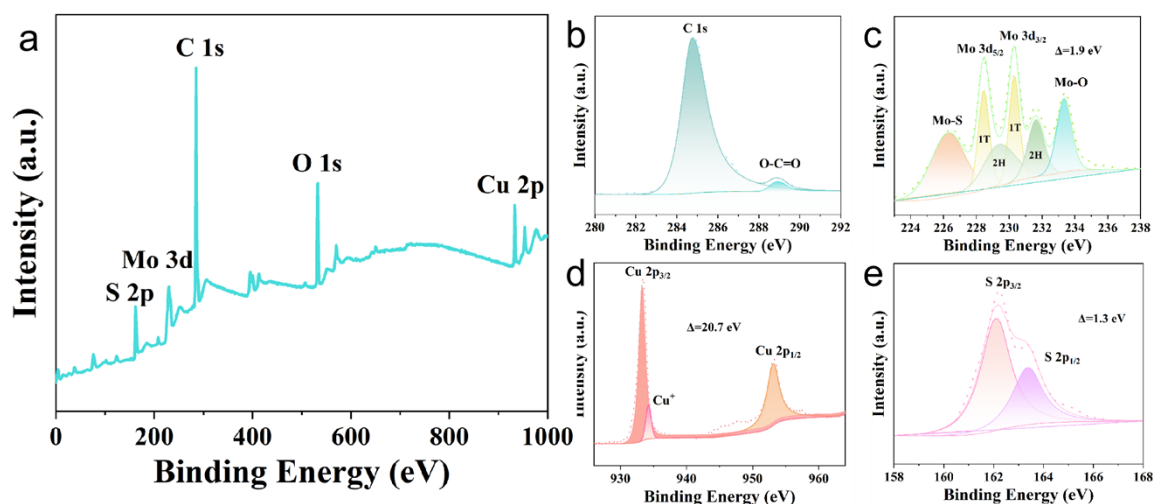 a
C 1s
O 1s
Cu 2p
Mo 3d
S 2p
Intensity (a.u.)
0 200 400 600 800 1000
Binding Energy (eV)
b
C 1s
O-C=O
Intensity (a.u.)
280 282 284 286 288 290 292
Binding Energy (eV)
c
Mo 3d3/2
Mo 3d5/2
Δ=1.9 eV
Mo-O
Mo-S
1T
1T
2H
2H
Intensity (a.u.)
224 226 228 230 232 234 236 238
Binding Energy (eV)
d
Cu 2p3/2
Δ=20.7 eV
Cu 2p1/2
Cu+
Intensity (a.u.)
930 940 950 960
Binding Energy (eV)
e
S 2p3/2
Δ=1.3 eV
S 2p1/2
Intensity (a.u.)
158 160 162 164 166 168
Binding Energy (eV)